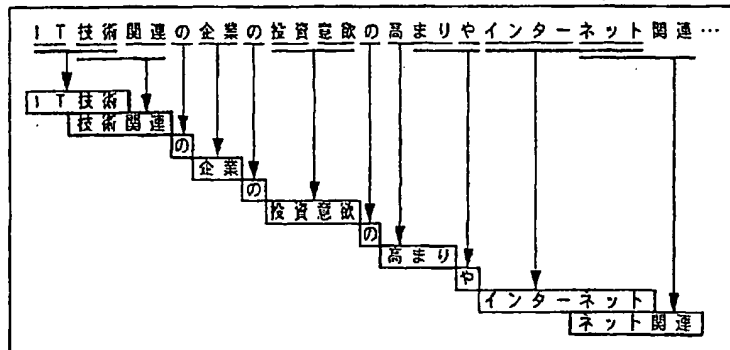 IT技術関連の企業の投資意欲の高まりやインターネット関連…
IT技術
技術関連
の
企業
の
投資意欲
の
高まり
や
インターネット
ネット関連